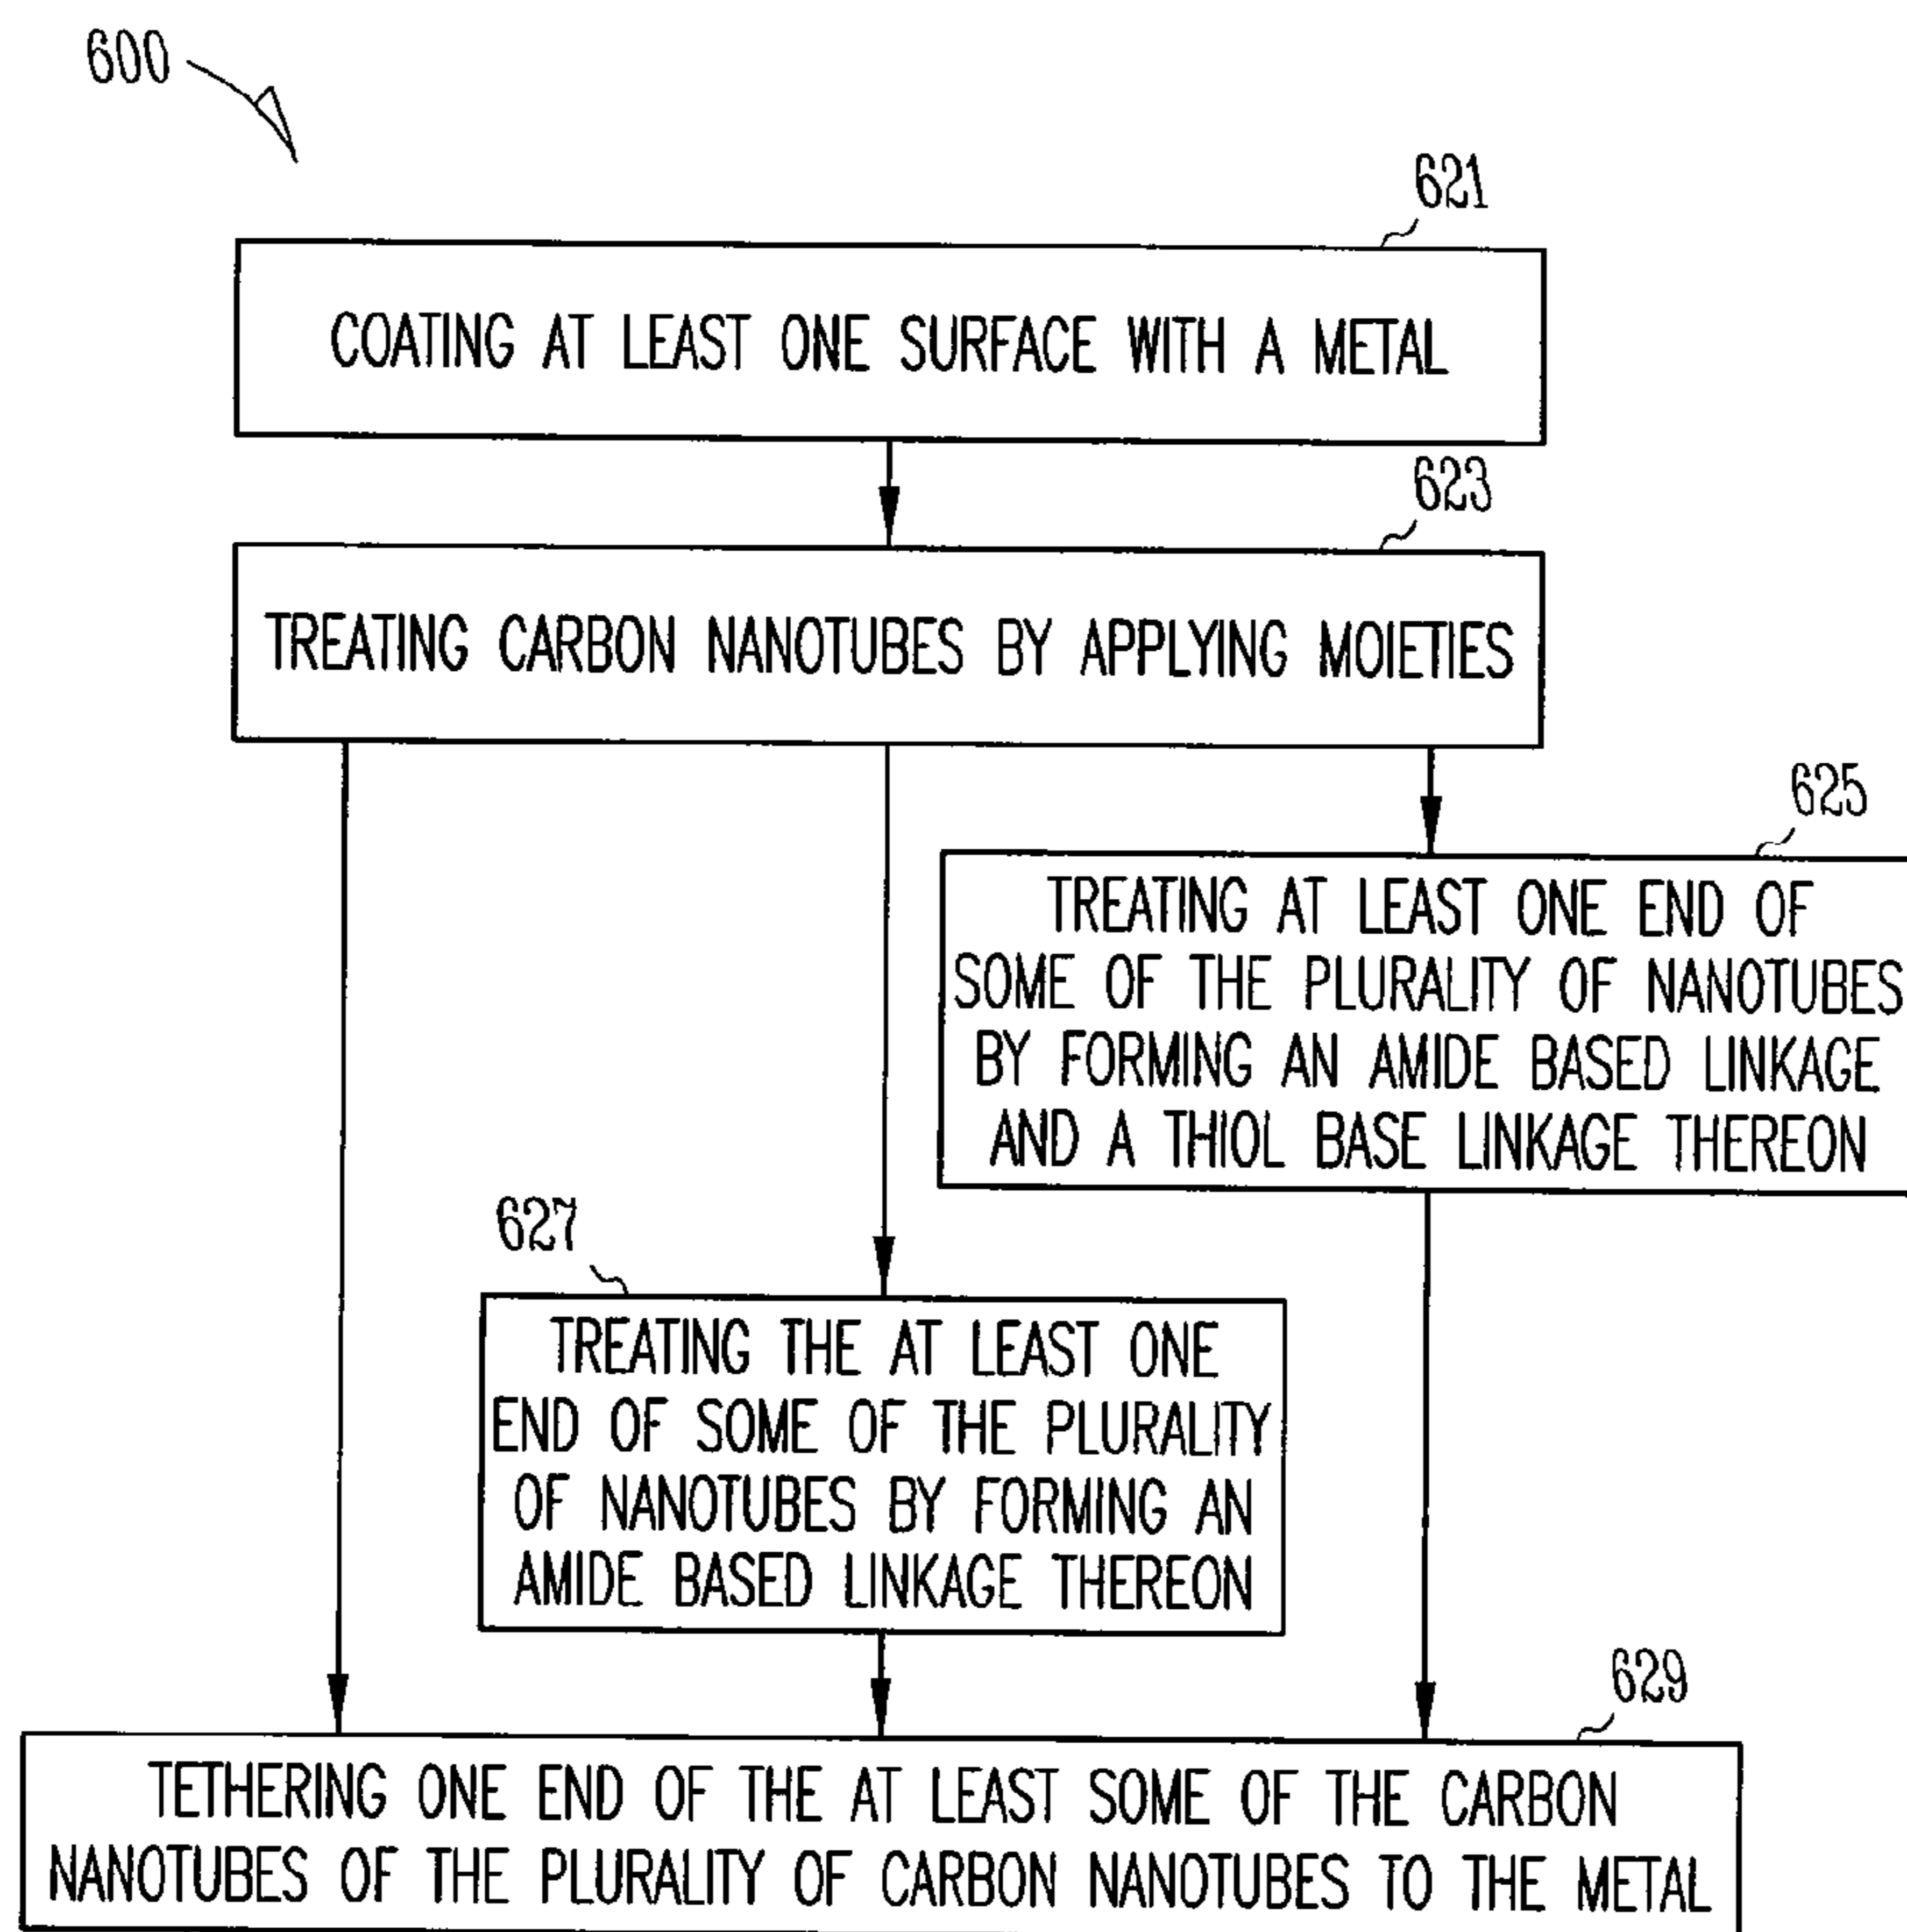 600
621
COATING AT LEAST ONE SURFACE WITH A METAL
623
TREATING CARBON NANOTUBES BY APPLYING MOIETIES
625
TREATING AT LEAST ONE END OF
SOME OF THE PLURALITY OF NANOTUBES
BY FORMING AN AMIDE BASED LINKAGE
AND A THIOL BASE LINKAGE THEREON
627
TREATING THE AT LEAST ONE
END OF SOME OF THE PLURALITY
OF NANOTUBES BY FORMING AN
AMIDE BASED LINKAGE THEREON
629
TETHERING ONE END OF THE AT LEAST SOME OF THE CARBON
NANOTUBES OF THE PLURALITY OF CARBON NANOTUBES TO THE METAL